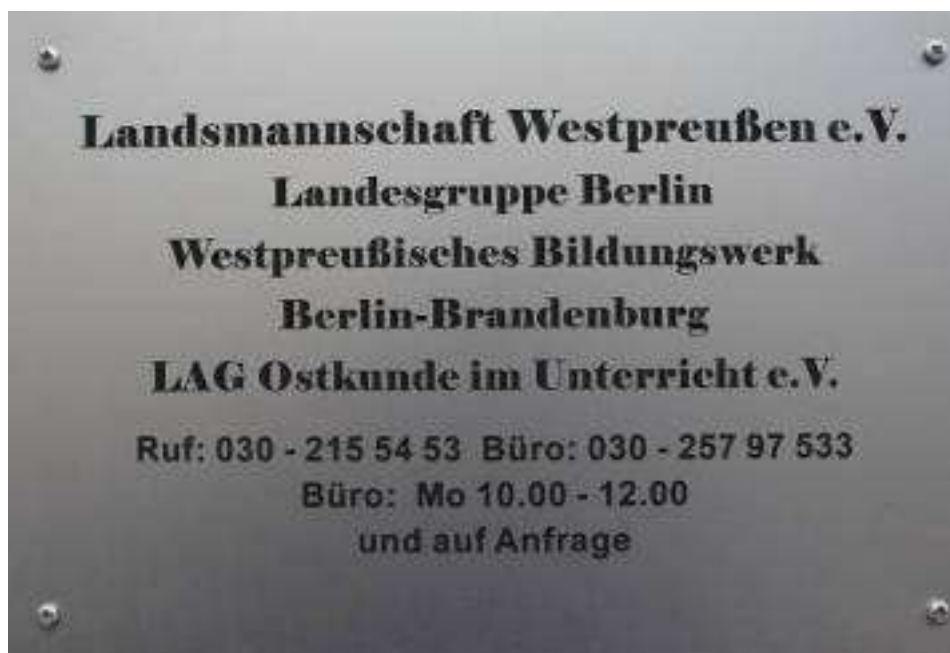 Landsmannschaft Westpreußen e.V.
Landesgruppe Berlin
Westpreußisches Bildungswerk
Berlin-Brandenburg
LAG Ostkunde im Unterricht e.V.
Ruf: 030 - 215 54 53 Büro: 030 - 257 97 533
Büro: Mo 10.00 - 12.00
und auf Anfrage